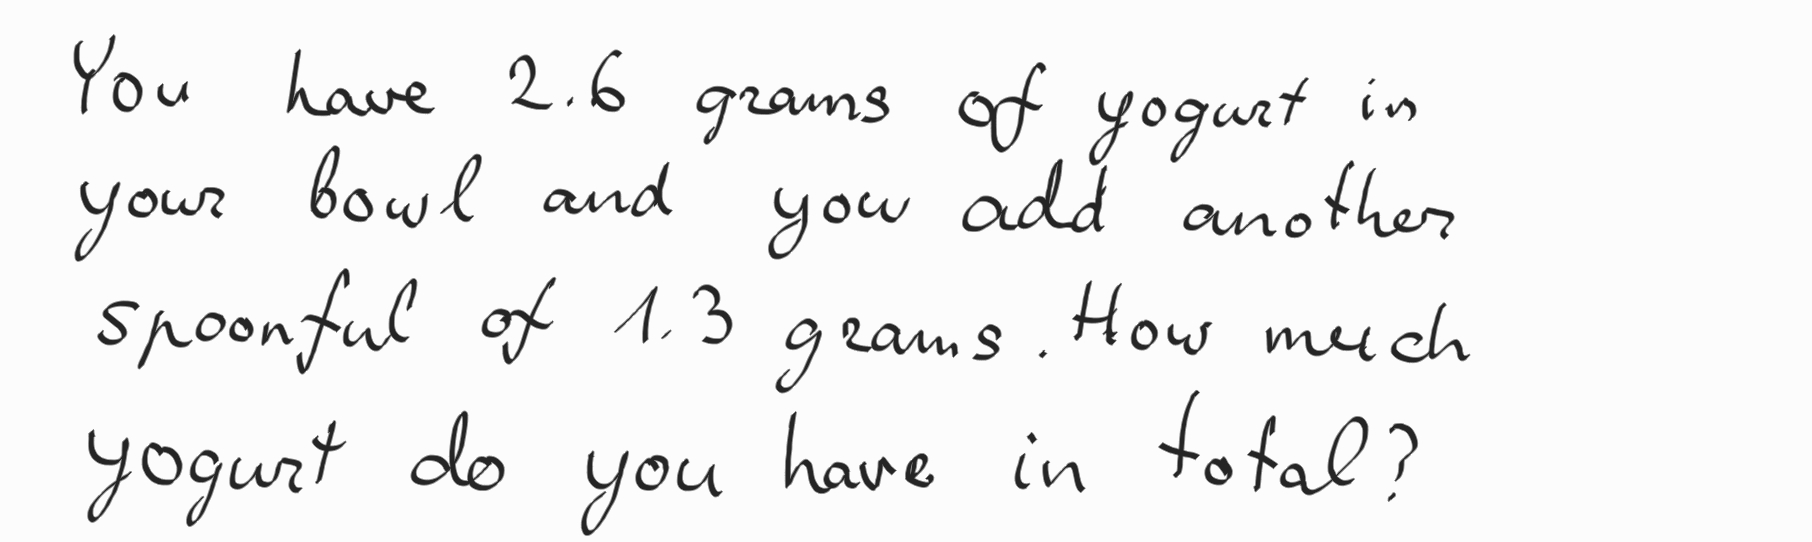 You have 2.6 grams of yogurt in
your bowl and you add another
spoonful of 1.3 grams. How much
yogurt do you have in total?